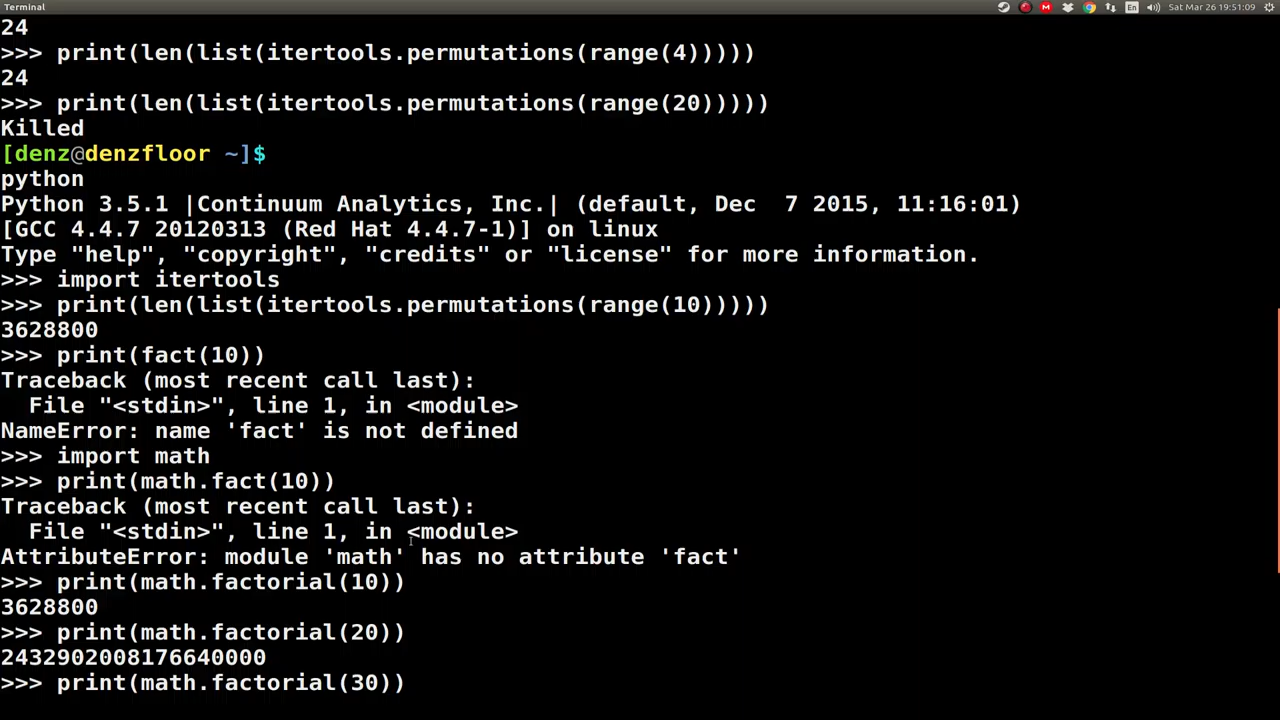 Terminal
En
Sat Mar 26 19:51:09
24
>>> print(len(list(itertools.permutations(range(4)))))
24
>>> print(len(list(itertools.permutations(range(20)))))
Killed
[denz@denzfloor ~]$
python
Python 3.5.1 |Continuum Analytics, Inc.| (default, Dec  7 2015, 11:16:01)
[GCC 4.4.7 20120313 (Red Hat 4.4.7-1)] on linux
Type "help", "copyright", "credits" or "license" for more information.
>>> import itertools
>>> print(len(list(itertools.permutations(range(10)))))
3628800
>>> print(fact(10))
Traceback (most recent call last):
  File "<stdin>", line 1, in <module>
NameError: name 'fact' is not defined
>>> import math
>>> print(math.fact(10))
Traceback (most recent call last):
  File "<stdin>", line 1, in <module>
AttributeError: module 'math' has no attribute 'fact'
>>> print(math.factorial(10))
3628800
>>> print(math.factorial(20))
2432902008176640000
>>> print(math.factorial(30))